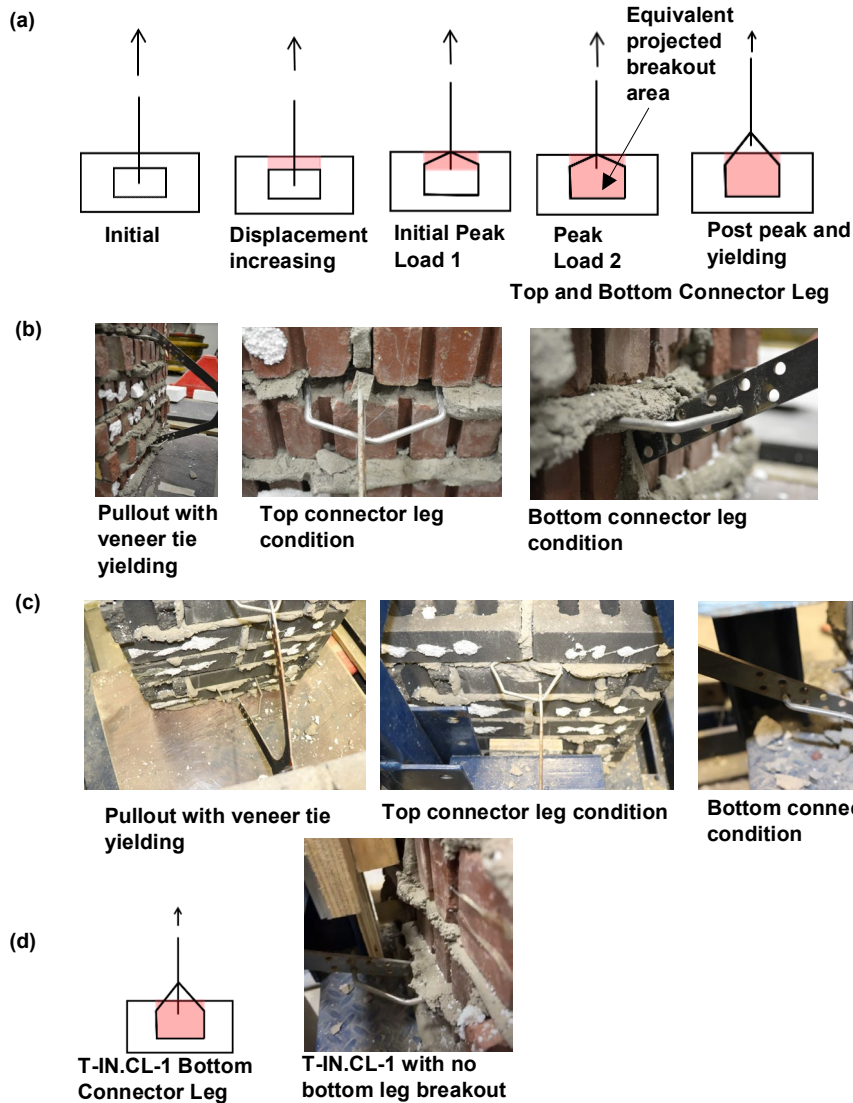 (a)
Equivalent
projected
breakout
area
Initial
Displacement
increasing
Initial Peak
Load 1
Peak
Load 2
Post peak and
yielding
Top and Bottom Connector Leg
(b)
Pullout with
veneer tie
yielding
Top connector leg
condition
Bottom connector leg
condition
(c)
Pullout with veneer tie
yielding
Top connector leg condition
Bottom connec
condition
(d)
T-IN.CL-1 Bottom
Connector Leg
T-IN.CL-1 with no
bottom leg breakout